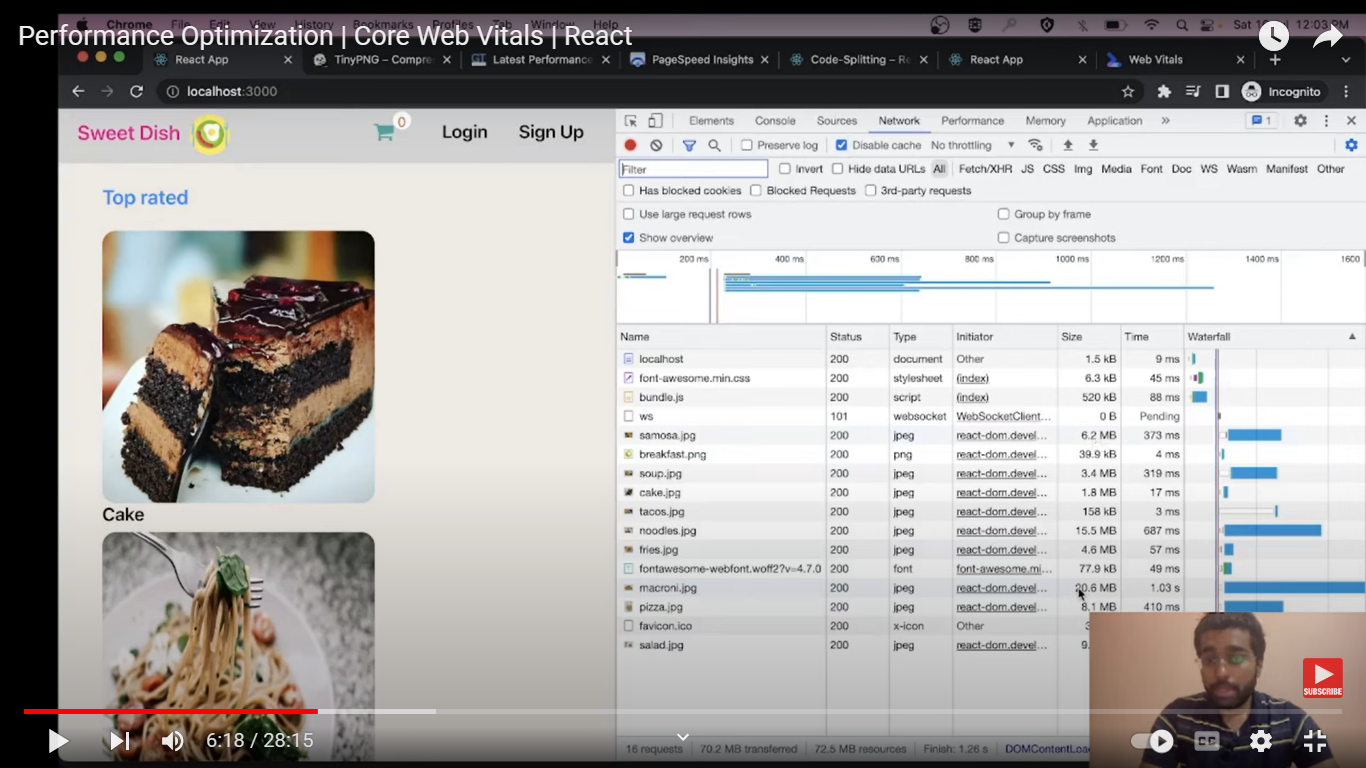 Chrome File Edit View History Bookmarks Profiles Tab Window Help
12:03 PM
Performance Optimization | Core Web Vitals | React
React App
TinyPNG – Compre
GT Latest Performance
PageSpeed Insights
Code-Splitting – Re
React App
Web Vitals
localhost:3000
Incognito
Sweet Dish
0
Login
Sign Up
Top rated
Cake
Elements Console Sources Network Performance Memory Application » 1
Preserve log Disable cache No throttling
Filter Invert Hide data URLs All Fetch/XHR JS CSS Img Media Font Doc WS Wasm Manifest Other
Has blocked cookies Blocked Requests 3rd-party requests
Use large request rows Group by frame
Show overview Capture screenshots
200 ms 400 ms 600 ms 800 ms 1000 ms 1200 ms 1400 ms 1600
Name Status Type Initiator Size Time Waterfall
localhost 200 document Other 1.5 kB 9 ms
font-awesome.min.css 200 stylesheet (index) 6.3 kB 45 ms
bundle.js 200 script (index) 520 kB 88 ms
ws 101 websocket WebSocketClient... 0 B Pending
samosa.jpg 200 jpeg react-dom.devel... 6.2 MB 373 ms
breakfast.png 200 png react-dom.devel... 39.9 kB 4 ms
soup.jpg 200 jpeg react-dom.devel... 3.4 MB 319 ms
cake.jpg 200 jpeg react-dom.devel... 1.8 MB 17 ms
tacos.jpg 200 jpeg react-dom.devel... 158 kB 3 ms
noodles.jpg 200 jpeg react-dom.devel... 15.5 MB 687 ms
fries.jpg 200 jpeg react-dom.devel... 4.6 MB 57 ms
fontawesome-webfont.woff2?v=4.7.0 200 font font-awesome.mi... 77.9 kB 49 ms
macroni.jpg 200 jpeg react-dom.devel... 20.6 MB 1.03 s
pizza.jpg 200 jpeg react-dom.devel... 8.1 MB 410 ms
favicon.ico 200 x-icon Other
salad.jpg 200 jpeg react-dom.devel... 9.
16 requests 70.2 MB transferred 72.5 MB resources Finish: 1.26 s DOMContentLoa
SUBSCRIBE
6:18 / 28:15
CC